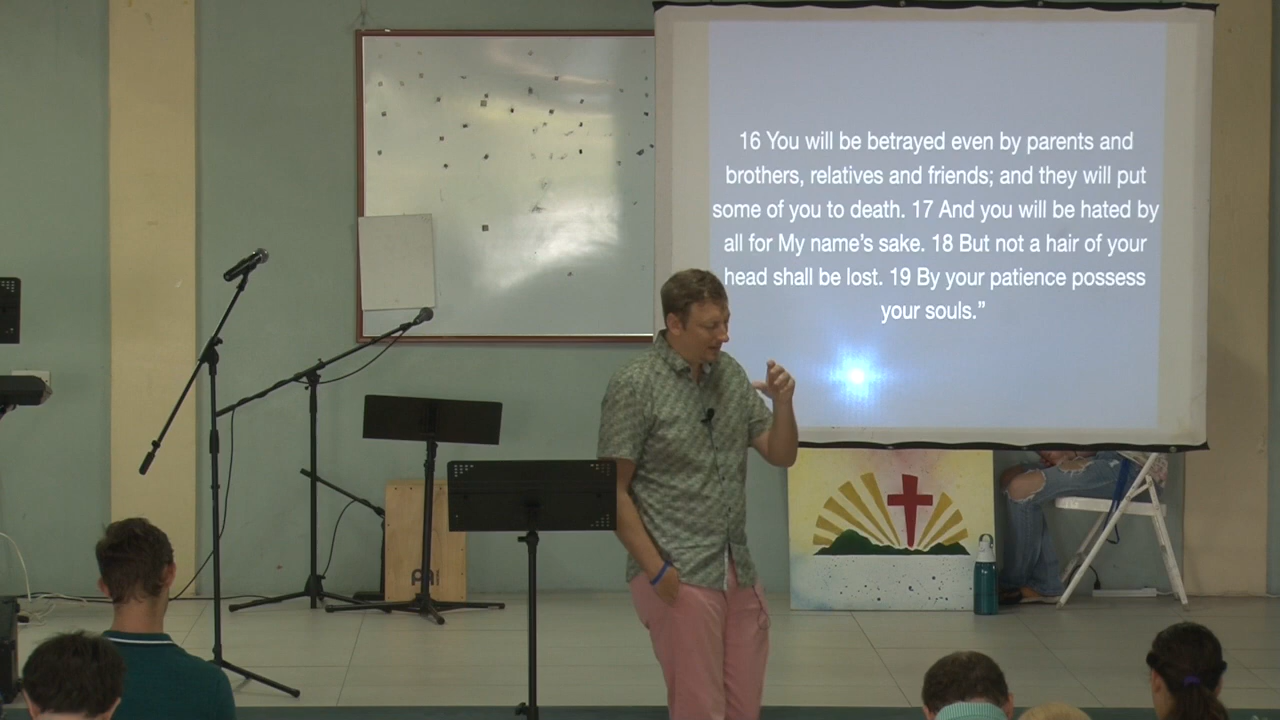 16 You will be betrayed even by parents and
brothers, relatives and friends; and they will put
some of you to death. 17 And you will be hated by
all for My name’s sake. 18 But not a hair of your
head shall be lost. 19 By your patience possess
your souls.”